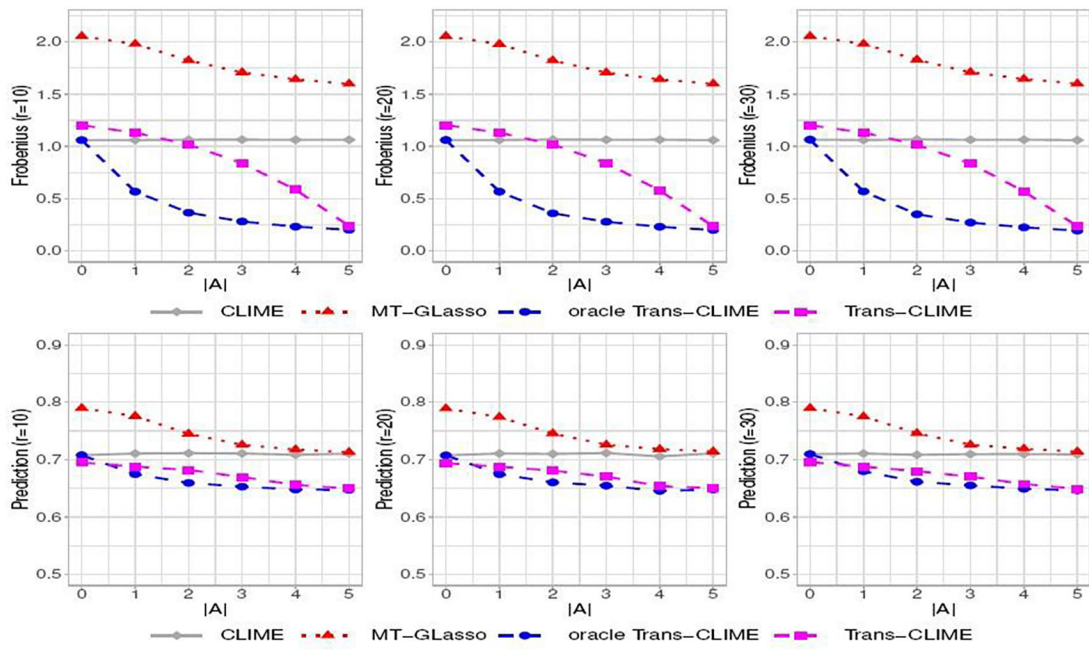 Frobenius (r=10)
2.0
1.5
1.0
0.5
0.0
0 1 2 3 4 5
|A|
Frobenius (r=20)
2.0
1.5
1.0
0.5
0.0
0 1 2 3 4 5
|A|
Frobenius (r=30)
2.0
1.5
1.0
0.5
0.0
0 1 2 3 4 5
|A|
CLIME MT-GLasso oracle Trans-CLIME Trans-CLIME
Prediction (r=10)
0.9
0.8
0.7
0.6
0.5
0 1 2 3 4 5
|A|
Prediction (r=20)
0.9
0.8
0.7
0.6
0.5
0 1 2 3 4 5
|A|
Prediction (r=30)
0.9
0.8
0.7
0.6
0.5
0 1 2 3 4 5
|A|
CLIME MT-GLasso oracle Trans-CLIME Trans-CLIME